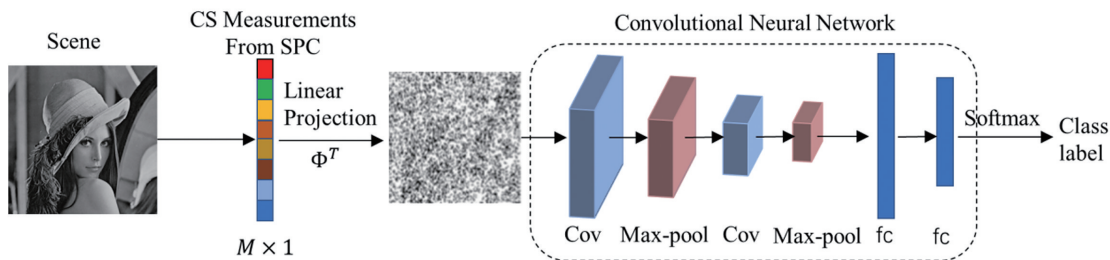 Scene
CS Measurements
From SPC
Linear
Projection
Φ^T
M × 1
Convolutional Neural Network
Cov
Max-pool
Cov
Max-pool
fc
fc
Softmax
Class
label